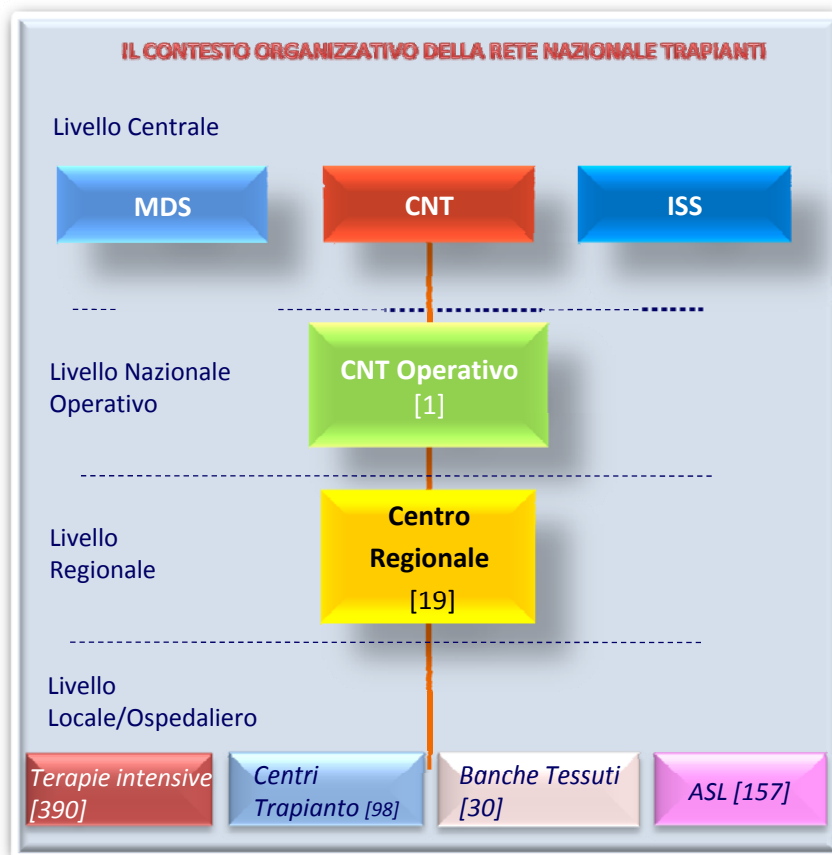 IL CONTESTO ORGANIZZATIVO DELLA RETE NAZIONALE TRAPIANTI
Livello Centrale
MDS
CNT
ISS
Livello Nazionale
Operativo
CNT Operativo
[1]
Livello
Regionale
Centro
Regionale
[19]
Livello
Locale/Ospedaliero
Terapie intensive
[390]
Centri
Trapianto [98]
Banche Tessuti
[30]
ASL [157]